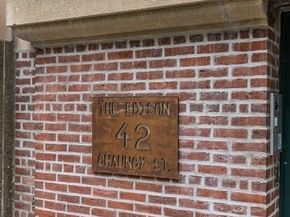 THE EDISON
42
CHAUNCY ST.